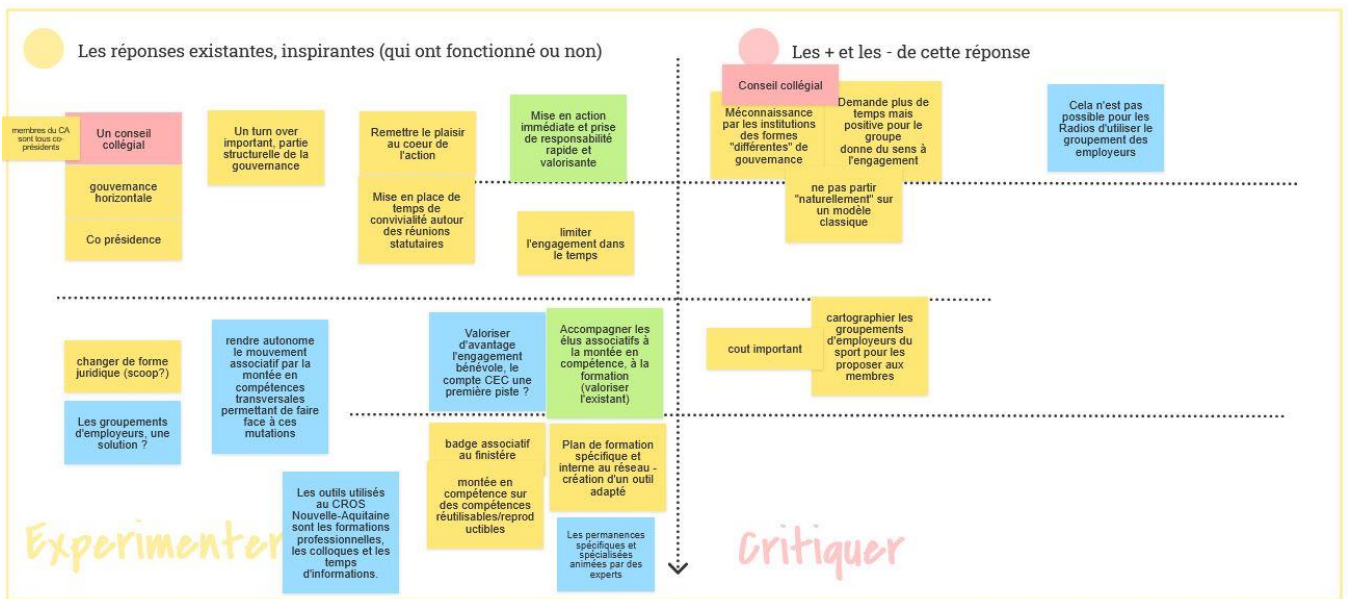 Les réponses existantes, inspirantes (qui ont fonctionné ou non)
membres du CA
sont tous co-
présidents
Un conseil
collégial
gouvernance
horizontale
Co présidence
Un turn over
important, partie
structurelle de la
gouvernance
Remettre le plaisir
au coeur de
l'action
Mise en place de
temps de
convivialité autour
des réunions
statutaires
Mise en action
immédiate et prise
de responsabilité
rapide et
valorisante
limiter
l'engagement dans
le temps
changer de forme
juridique (scoop?)
Les groupements
d'employeurs, une
solution ?
rendre autonome
le mouvement
associatif par la
montée en
compétences
transversales
permettant de faire
face à ces
mutations
Valoriser
d'avantage
l'engagement
bénévole, le
compte CEC une
première piste ?
Accompagner les
élus associatifs à
la montée en
compétence, à la
formation
(valoriser
l'existant)
badge associatif
au finistére
montée en
compétence sur
des compétences
réutilisables/reprod
uctibles
Plan de formation
spécifique et
interne au réseau -
création d'un outil
adapté
Les outils utilisés
au CROS
Nouvelle-Aquitaine
sont les formations
professionnelles,
les colloques et les
temps
d'informations.
Les permanences
spécifiques et
spécialisées
animées par des
experts
Experimenter
Les + et les - de cette réponse
Conseil collégial
Méconnaissance
par les institutions
des formes
"différentes" de
gouvernance
Demande plus de
temps mais
positive pour le
groupe
donne du sens à
l'engagement
ne pas partir
"naturellement" sur
un modèle
classique
Cela n'est pas
possible pour les
Radios d'utiliser le
groupement des
employeurs
cout important
cartographier les
groupements
d'employeurs du
sport pour les
proposer aux
membres
Critiquer